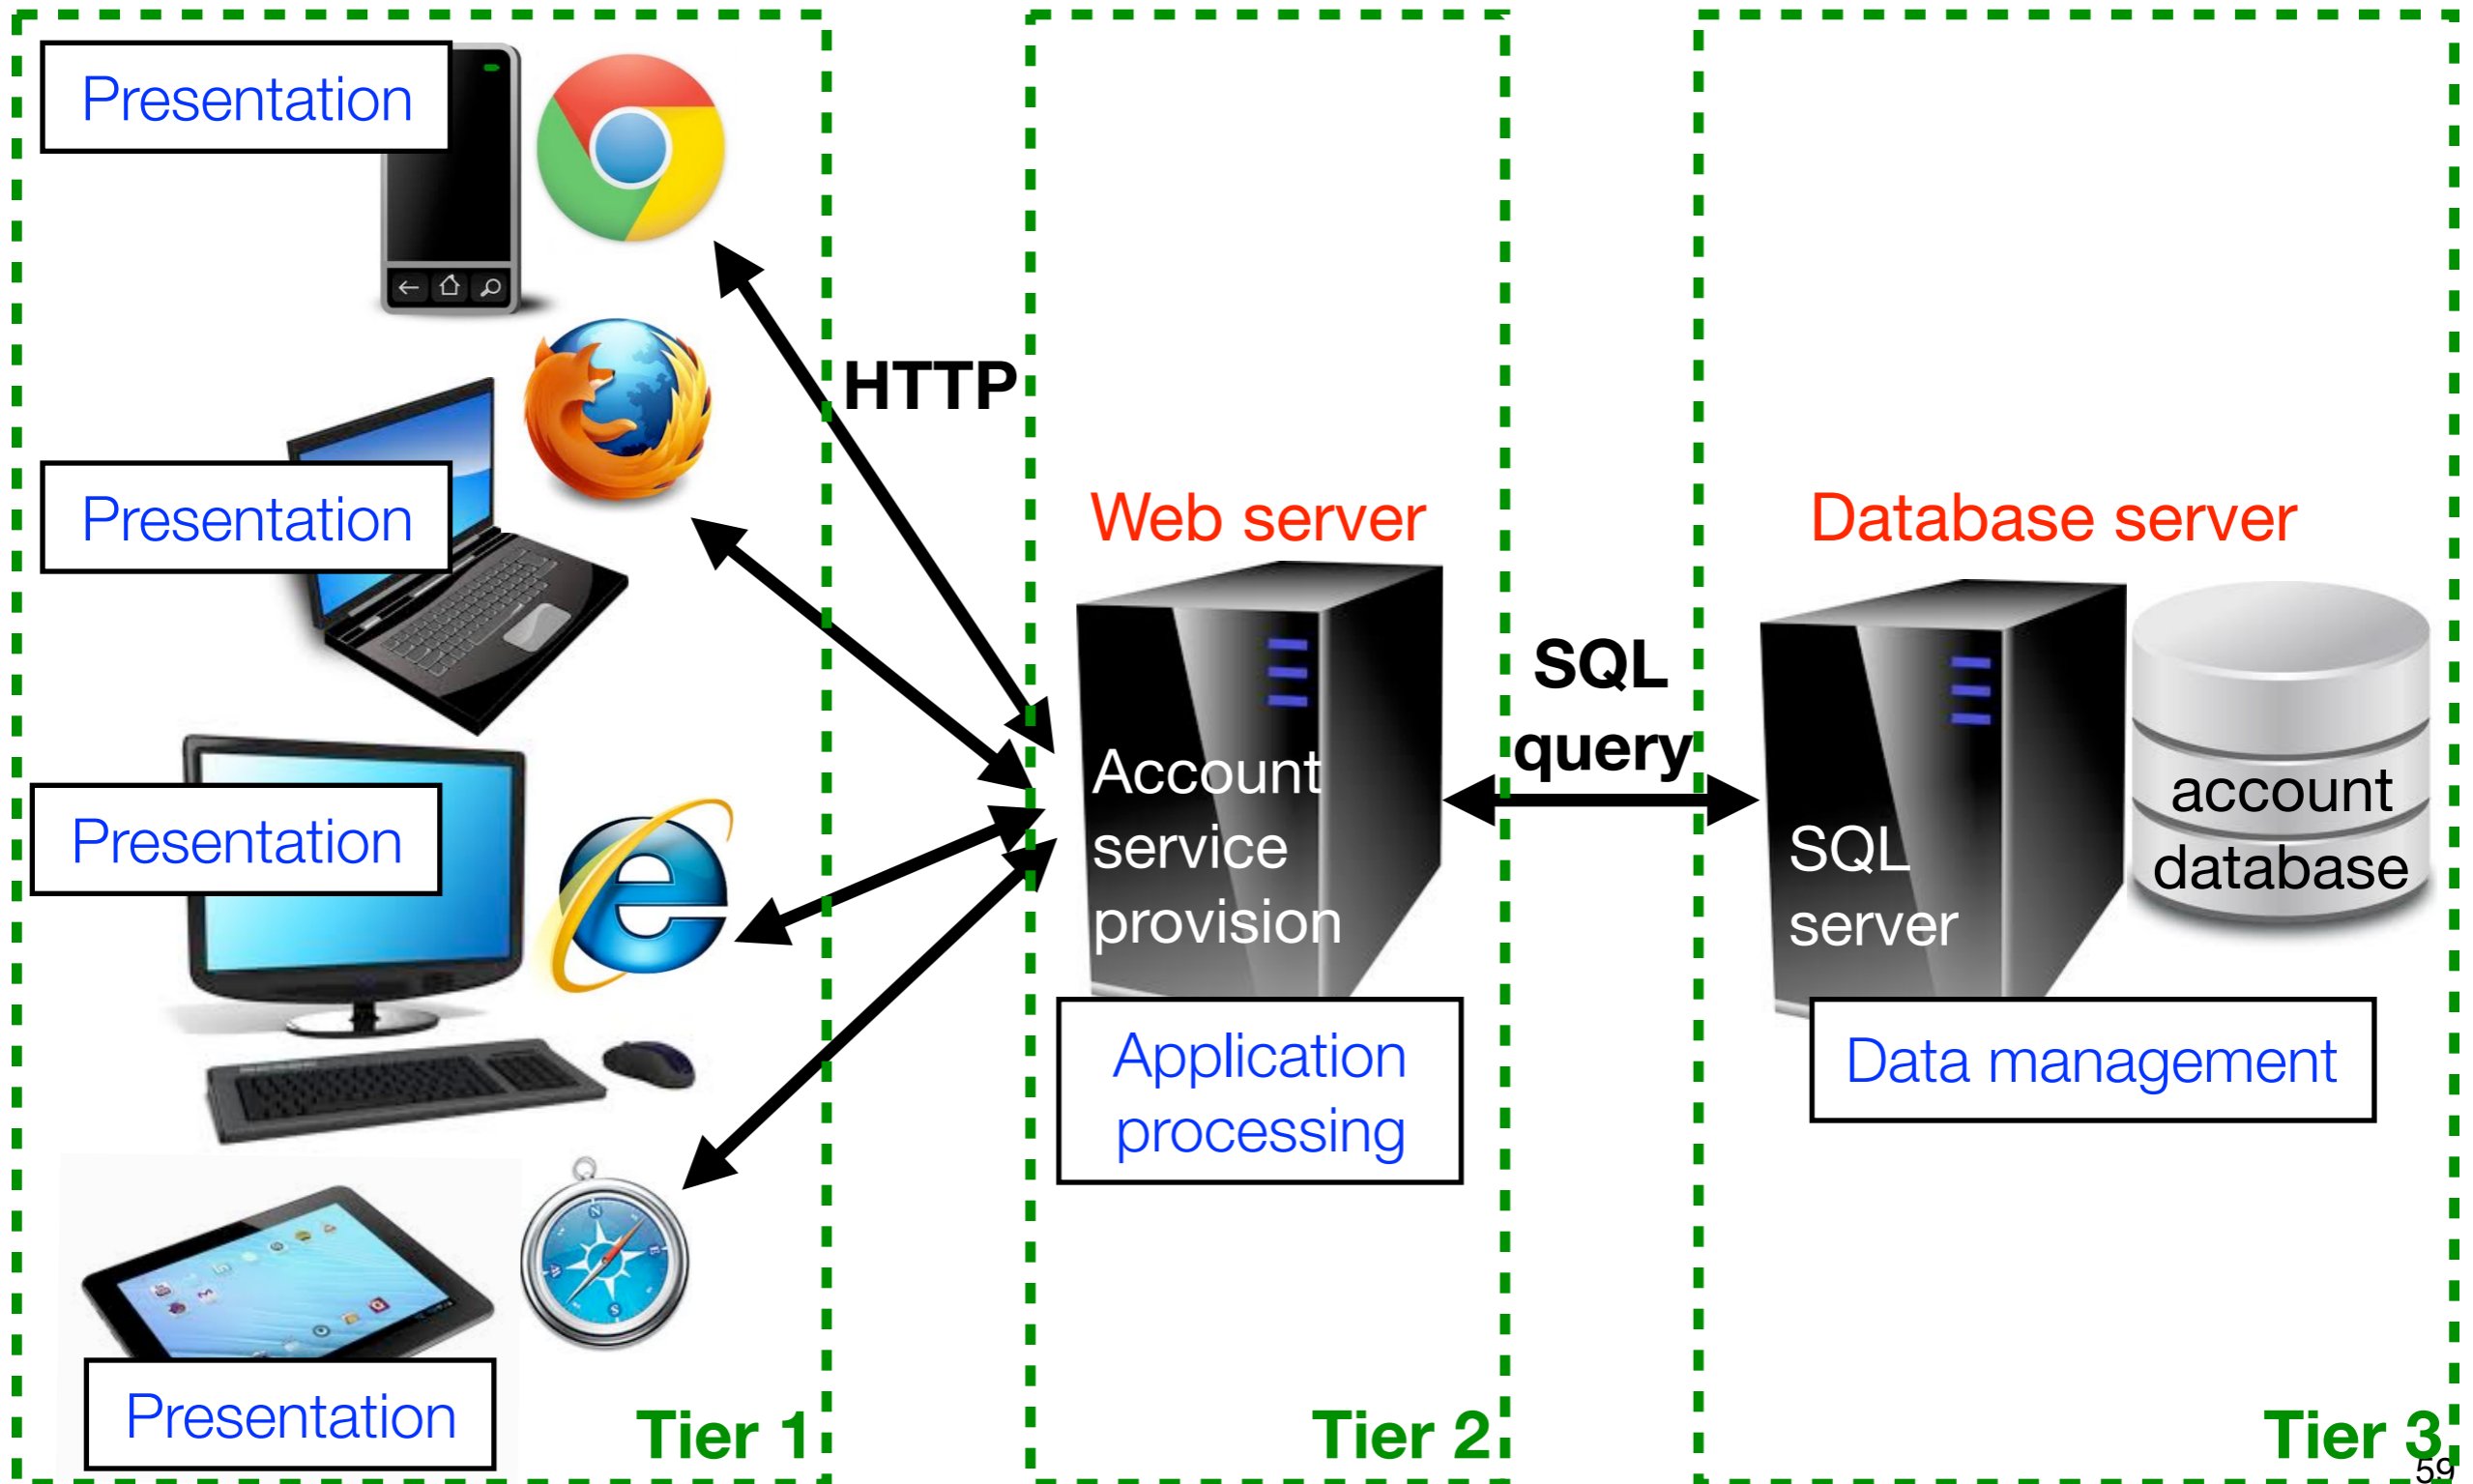 Presentation
HTTP
Presentation
Web server
Database server
SQL
query
Account
service
provision
SQL
server
account
database
Presentation
Application
processing
Data management
Presentation
Tier 1
Tier 2
Tier 3
59